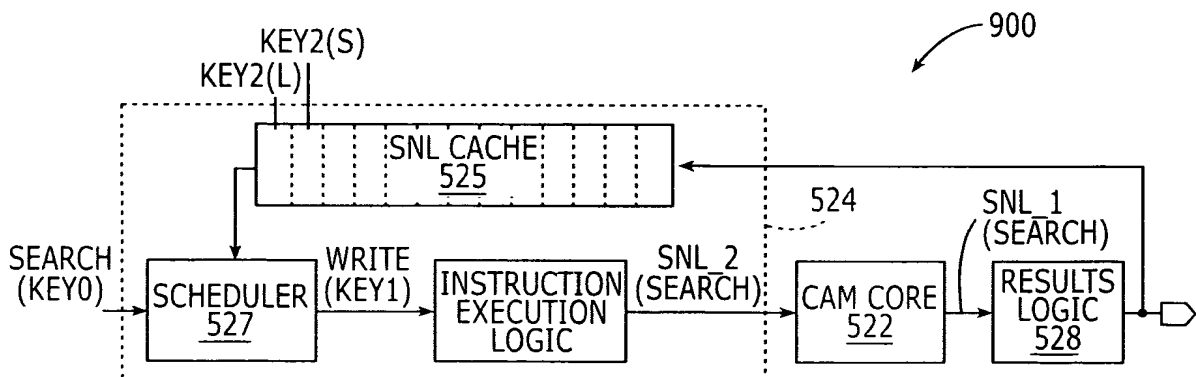 900
KEY2(S)
KEY2(L)
SNL CACHE
525
524
SEARCH
(KEY0)
SCHEDULER
527
WRITE
(KEY1)
INSTRUCTION
EXECUTION
LOGIC
SNL_2
(SEARCH)
CAM CORE
522
SNL_1
(SEARCH)
RESULTS
LOGIC
528